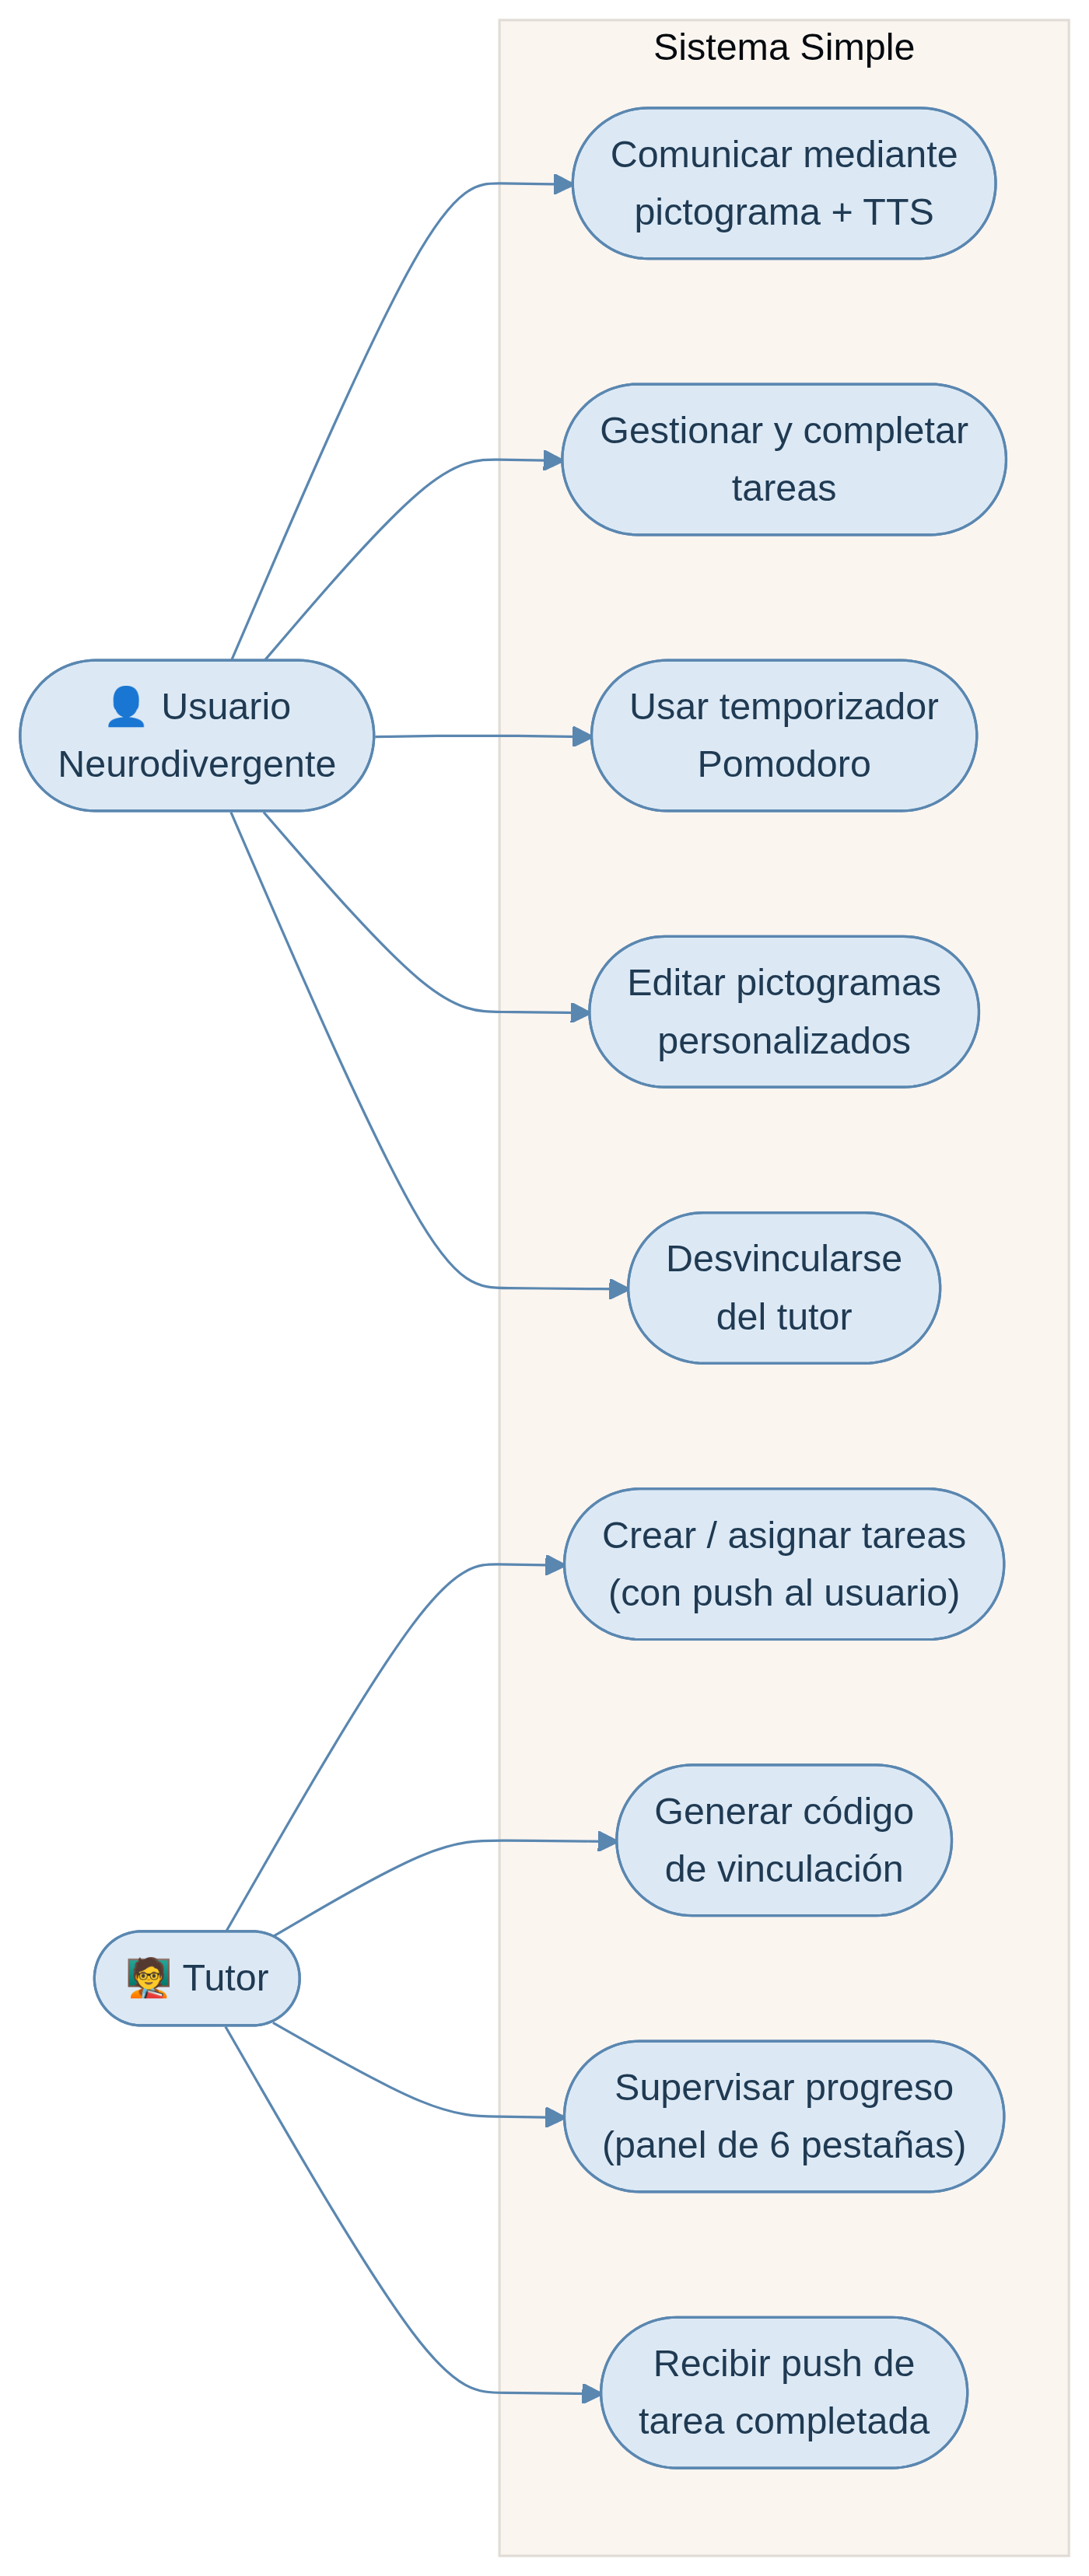 Sistema Simple
Comunicar mediante
pictograma + TTS
Gestionar y completar
tareas
👤 Usuario
Neurodivergente
Usar temporizador
Pomodoro
Editar pictogramas
personalizados
Desvincularse
del tutor
Crear / asignar tareas
(con push al usuario)
Generar código
de vinculación
🧑‍🏫 Tutor
Supervisar progreso
(panel de 6 pestañas)
Recibir push de
tarea completada